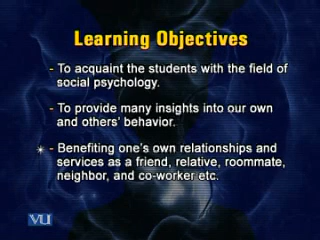 Learning Objectives
- To acquaint the students with the field of
social psychology.
- To provide many insights into our own
and others' behavior.
- Benefiting one's own relationships and
services as a friend, relative, roommate,
neighbor, and co-worker etc.
VU